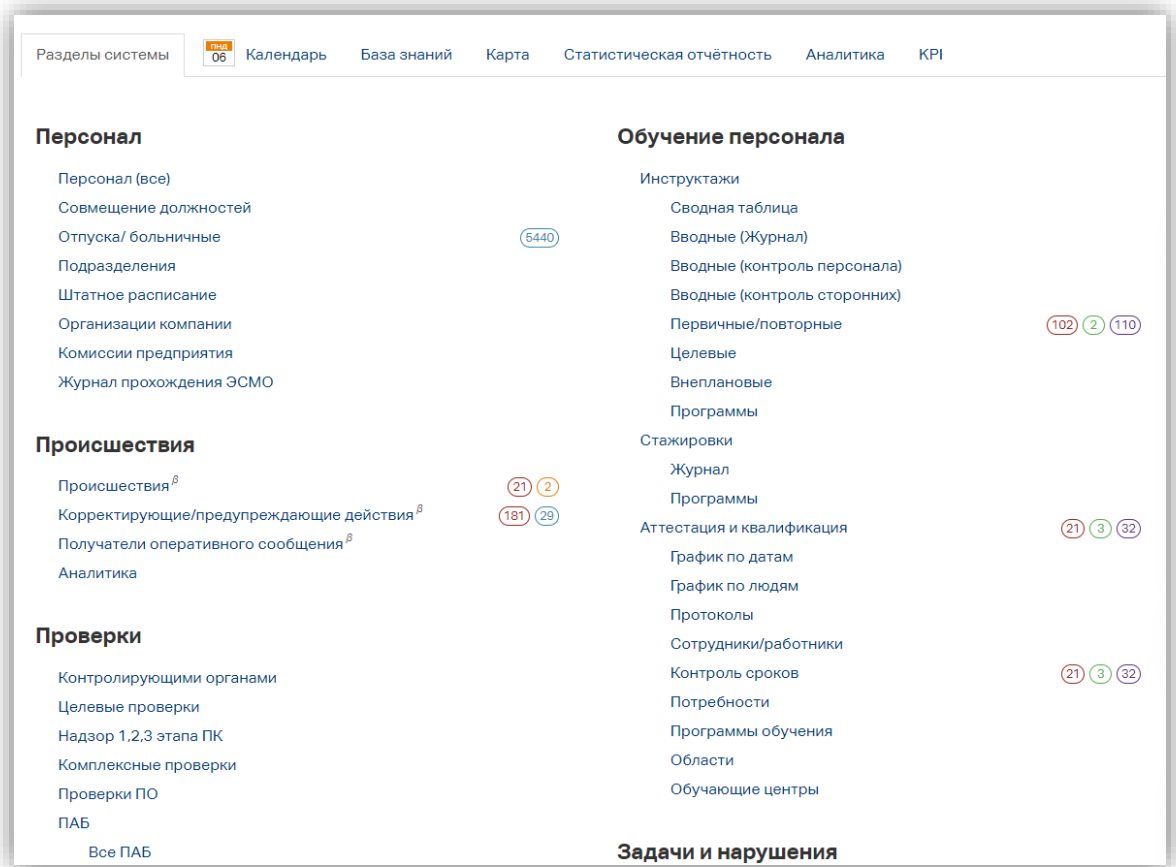 Разделы системы
ПНД
06
Календарь
База знаний
Карта
Статистическая отчётность
Аналитика
KPI
Персонал
Персонал (все)
Совмещение должностей
Отпуска/ больничные 5440
Подразделения
Штатное расписание
Организации компании
Комиссии предприятия
Журнал прохождения ЭСМО
Происшествия
Происшествия β 21 2
Корректирующие/предупреждающие действия β 181 29
Получатели оперативного сообщения β
Аналитика
Проверки
Контролирующими органами
Целевые проверки
Надзор 1,2,3 этапа ПК
Комплексные проверки
Проверки ПО
ПАБ
Все ПАБ
Обучение персонала
Инструктажи
Сводная таблица
Вводные (Журнал)
Вводные (контроль персонала)
Вводные (контроль сторонних)
Первичные/повторные 102 2 110
Целевые
Внеплановые
Программы
Стажировки
Журнал
Программы
Аттестация и квалификация 21 3 32
График по датам
График по людям
Протоколы
Сотрудники/работники
Контроль сроков 21 3 32
Потребности
Программы обучения
Области
Обучающие центры
Задачи и нарушения